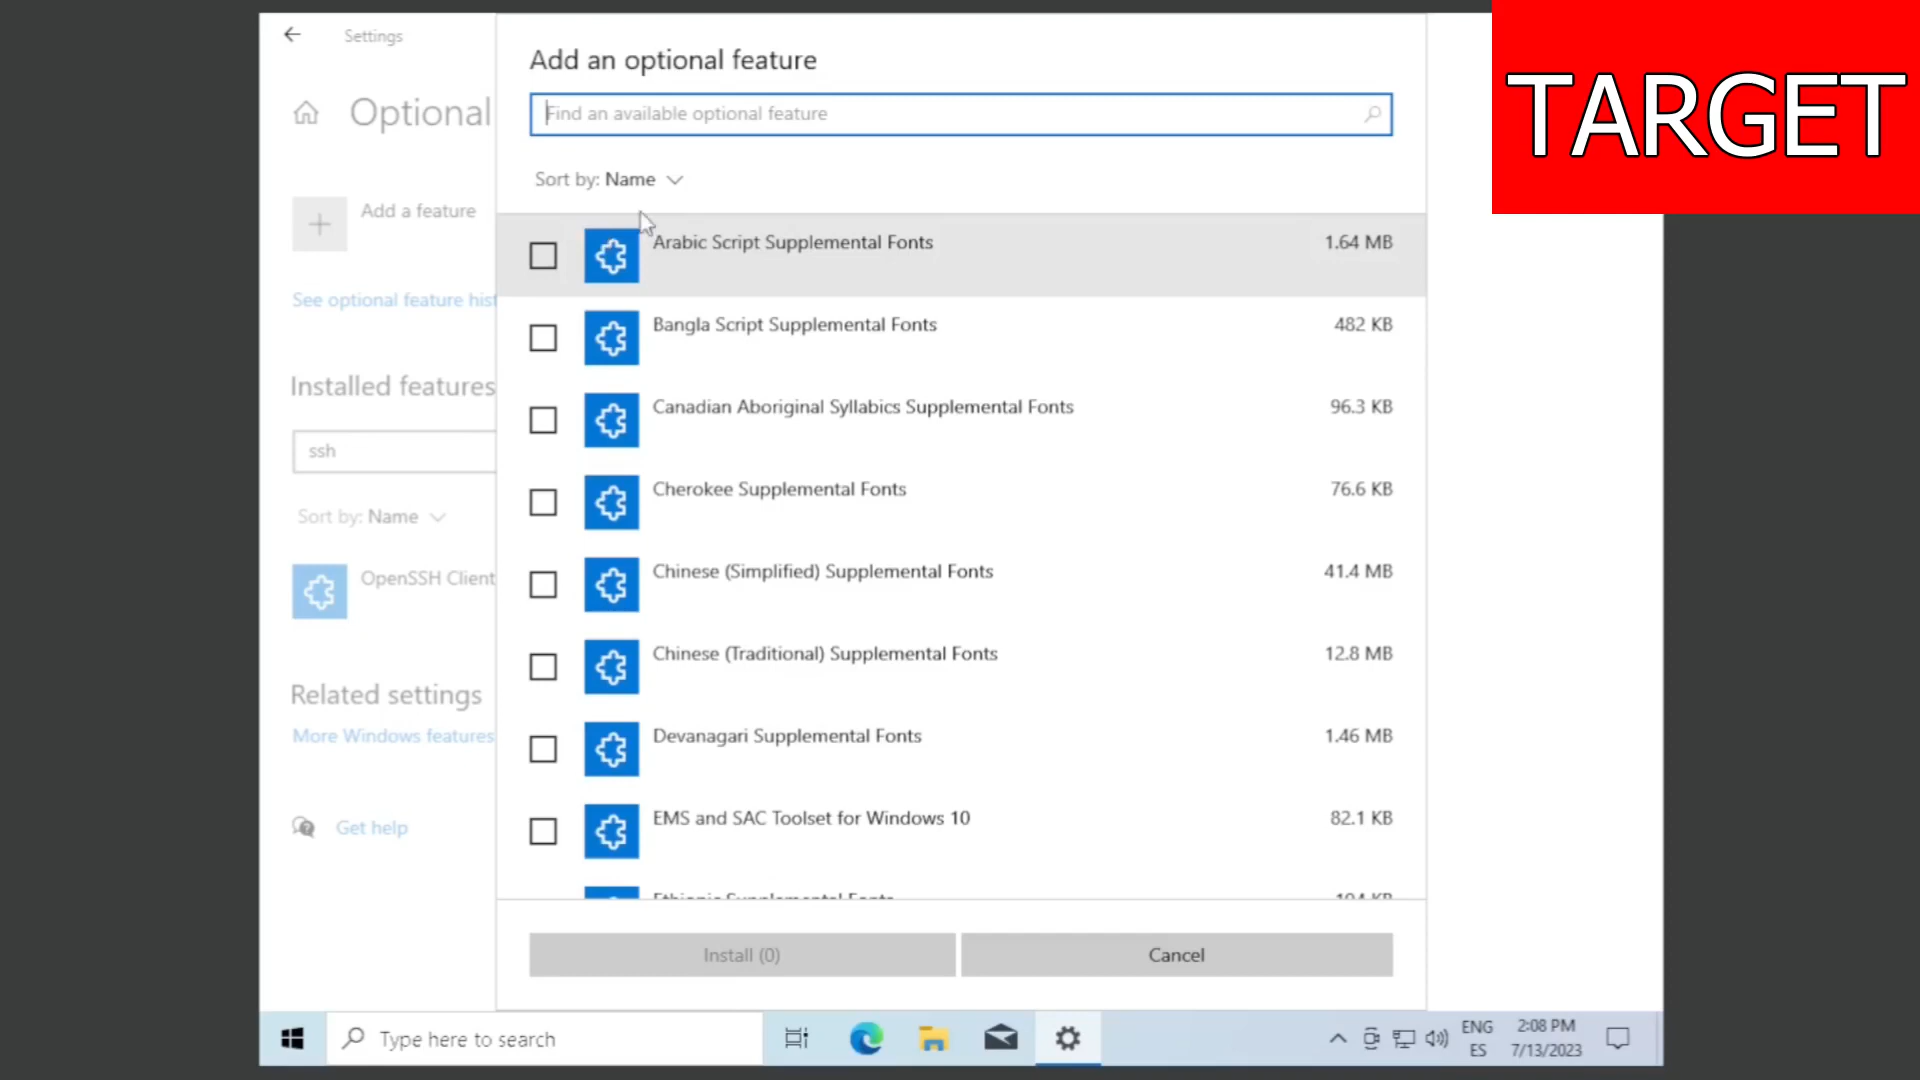 Settings
Optional
Add a feature
See optional feature hist
Installed features
ssh
Sort by: Name
OpenSSH Client
Related settings
More Windows features
Get help
Add an optional feature
Find an available optional feature
Sort by: Name
Arabic Script Supplemental Fonts 1.64 MB
Bangla Script Supplemental Fonts 482 KB
Canadian Aboriginal Syllabics Supplemental Fonts 96.3 KB
Cherokee Supplemental Fonts 76.6 KB
Chinese (Simplified) Supplemental Fonts 41.4 MB
Chinese (Traditional) Supplemental Fonts 12.8 MB
Devanagari Supplemental Fonts 1.46 MB
EMS and SAC Toolset for Windows 10 82.1 KB
Ethiopic Supplemental Fonts 194 KB
Install (0) Cancel
TARGET
Type here to search
ENG 2:08 PM
ES 7/13/2023